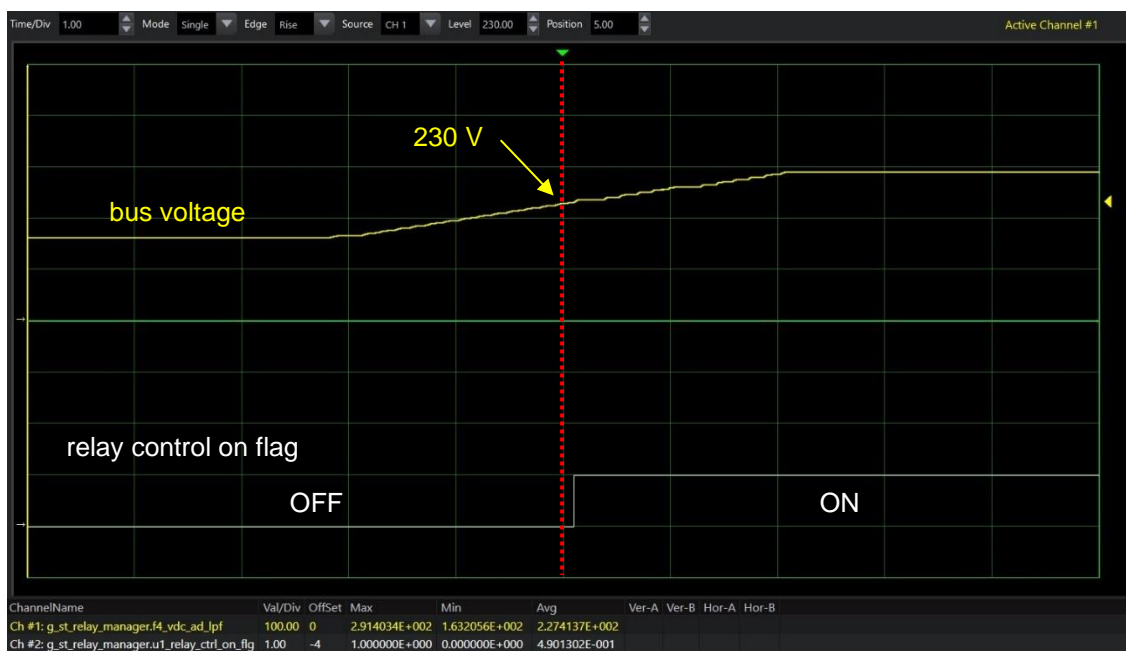 Time/Div 1.00 Mode Single Edge Rise Source CH 1 Level 230.00 Position 5.00 Active Channel #1
230 V
bus voltage
relay control on flag
OFF ON
ChannelName Val/Div OffSet Max Min Avg Ver-A Ver-B Hor-A Hor-B
Ch #1: g_st_relay_manager.f4_vdc_ad_lpf 100.00 0 2.914034E+002 1.632056E+002 2.274137E+002
Ch #2: g_st_relay_manager.u1_relay_ctrl_on_flg 1.00 -4 1.000000E+000 0.000000E+000 4.901302E-001